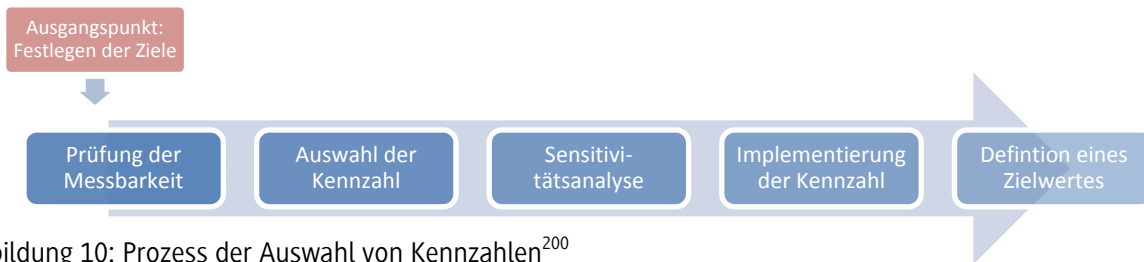 Ausgangspunkt:
Festlegen der Ziele
Prüfung der
Messbarkeit
Auswahl der
Kennzahl
Sensitivi-
tätsanalyse
Implementierung
der Kennzahl
Defintion eines
Zielwertes
bildung 10: Prozess der Auswahl von Kennzahlen200